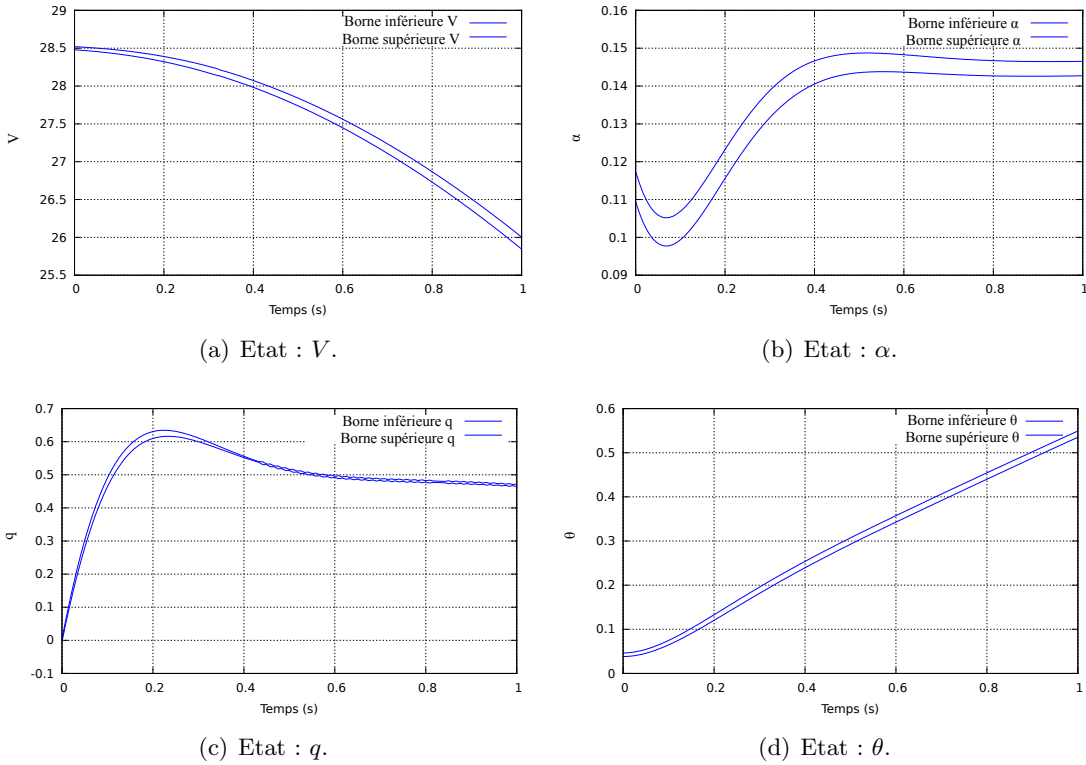 29
28.5
28
27.5
27
26.5
26
25.5
0
0.2
0.4
0.6
0.8
1
V
Temps (s)
Borne inférieure V
Borne supérieure V
(a) Etat : V.
0.16
0.15
0.14
0.13
0.12
0.11
0.1
0.09
0
0.2
0.4
0.6
0.8
1
α
Temps (s)
Borne inférieure α
Borne supérieure α
(b) Etat : α.
0.7
0.6
0.5
0.4
0.3
0.2
0.1
0
-0.1
0
0.2
0.4
0.6
0.8
1
q
Temps (s)
Borne inférieure q
Borne supérieure q
(c) Etat : q.
0.6
0.5
0.4
0.3
0.2
0.1
0
0
0.2
0.4
0.6
0.8
1
θ
Temps (s)
Borne inférieure θ
Borne supérieure θ
(d) Etat : θ.